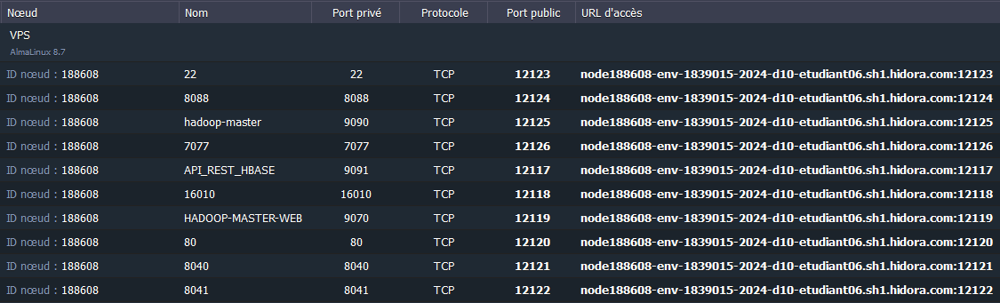 Nœud Nom Port privé Protocole Port public URL d'accès
VPS
AlmaLinux 8.7
ID nœud : 188608 22 22 TCP 12123 node188608-env-1839015-2024-d10-etudiant06.sh1.hidora.com:12123
ID nœud : 188608 8088 8088 TCP 12124 node188608-env-1839015-2024-d10-etudiant06.sh1.hidora.com:12124
ID nœud : 188608 hadoop-master 9090 TCP 12125 node188608-env-1839015-2024-d10-etudiant06.sh1.hidora.com:12125
ID nœud : 188608 7077 7077 TCP 12126 node188608-env-1839015-2024-d10-etudiant06.sh1.hidora.com:12126
ID nœud : 188608 API_REST_HBASE 9091 TCP 12117 node188608-env-1839015-2024-d10-etudiant06.sh1.hidora.com:12117
ID nœud : 188608 16010 16010 TCP 12118 node188608-env-1839015-2024-d10-etudiant06.sh1.hidora.com:12118
ID nœud : 188608 HADOOP-MASTER-WEB 9070 TCP 12119 node188608-env-1839015-2024-d10-etudiant06.sh1.hidora.com:12119
ID nœud : 188608 80 80 TCP 12120 node188608-env-1839015-2024-d10-etudiant06.sh1.hidora.com:12120
ID nœud : 188608 8040 8040 TCP 12121 node188608-env-1839015-2024-d10-etudiant06.sh1.hidora.com:12121
ID nœud : 188608 8041 8041 TCP 12122 node188608-env-1839015-2024-d10-etudiant06.sh1.hidora.com:12122